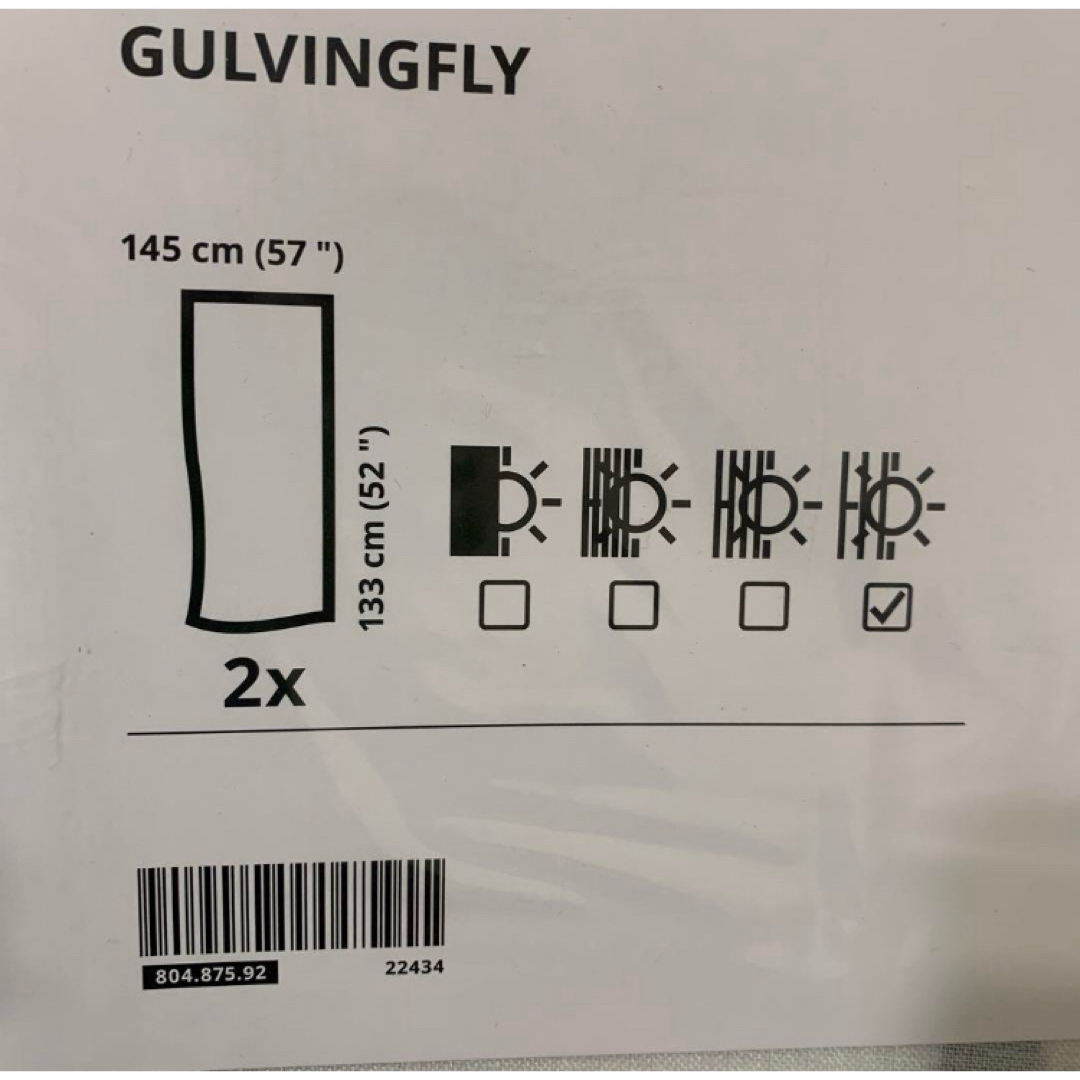 GULVINGFLY
145 cm (57 ")
133 cm (52 ")
2x
804.875.92
22434